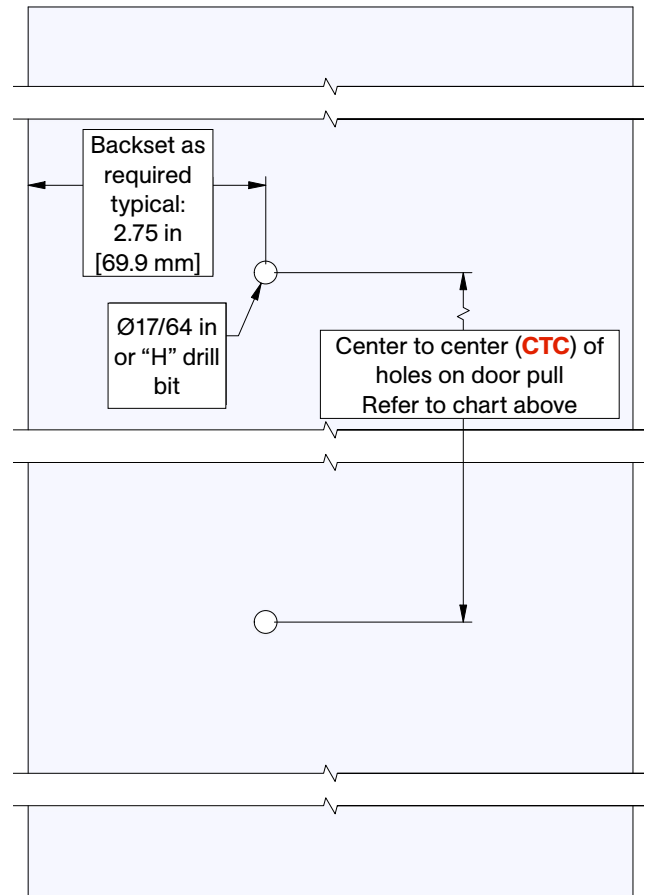 Backset as
required
typical:
2.75 in
[69.9 mm]
Ø17/64 in
or “H” drill
bit
Center to center (CTC) of
holes on door pull
Refer to chart above